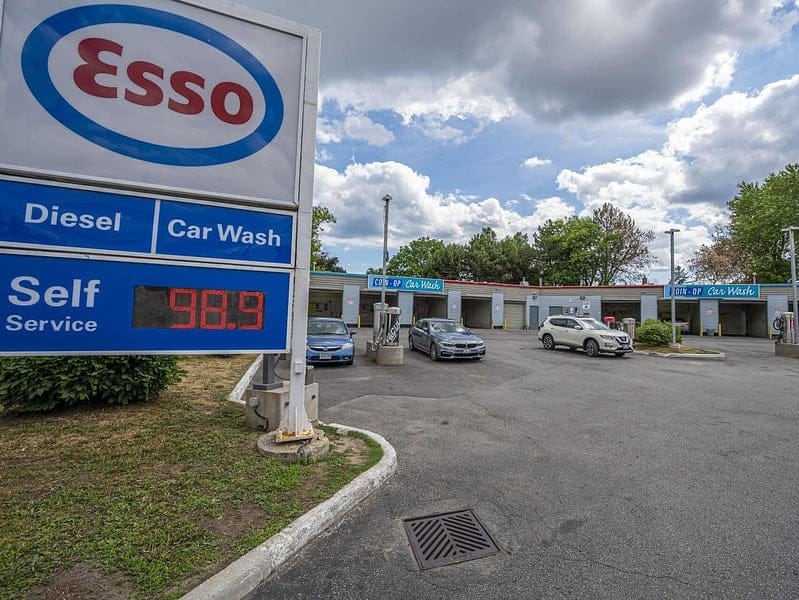 Esso
Diesel
Car Wash
Self
Service
98.9
COIN-OP Car Wash
COIN-OP Car Wash